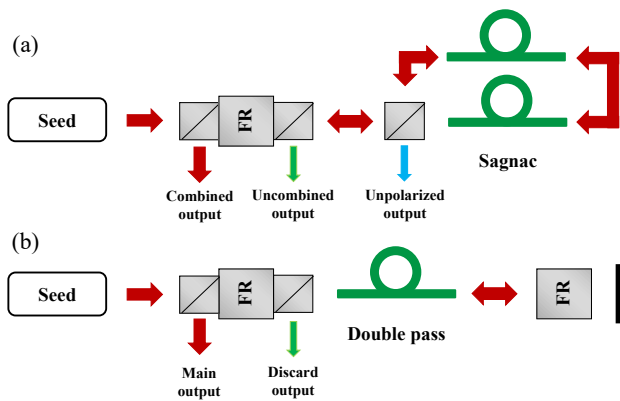 (a)
Seed
FR
Combined
output
Uncombined
output
Unpolarized
output
Sagnac
(b)
Seed
FR
Main
output
Discard
output
Double pass
FR